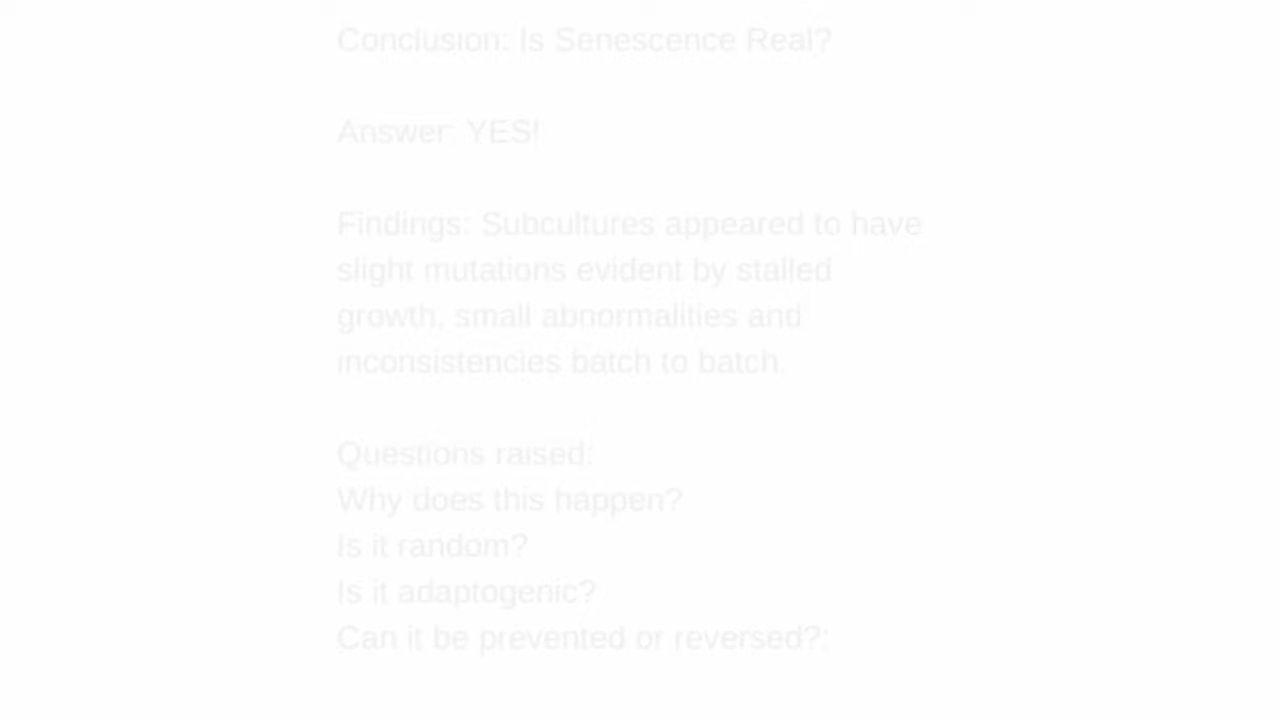 Conclusion: Is Senescence Real?
Answer: YES!
Findings: Subcultures appeared to have
slight mutations evident by stalled
growth, small abnormalities and
inconsistencies batch to batch.
Questions raised:
Why does this happen?
Is it random?
Is it adaptogenic?
Can it be prevented or reversed?: